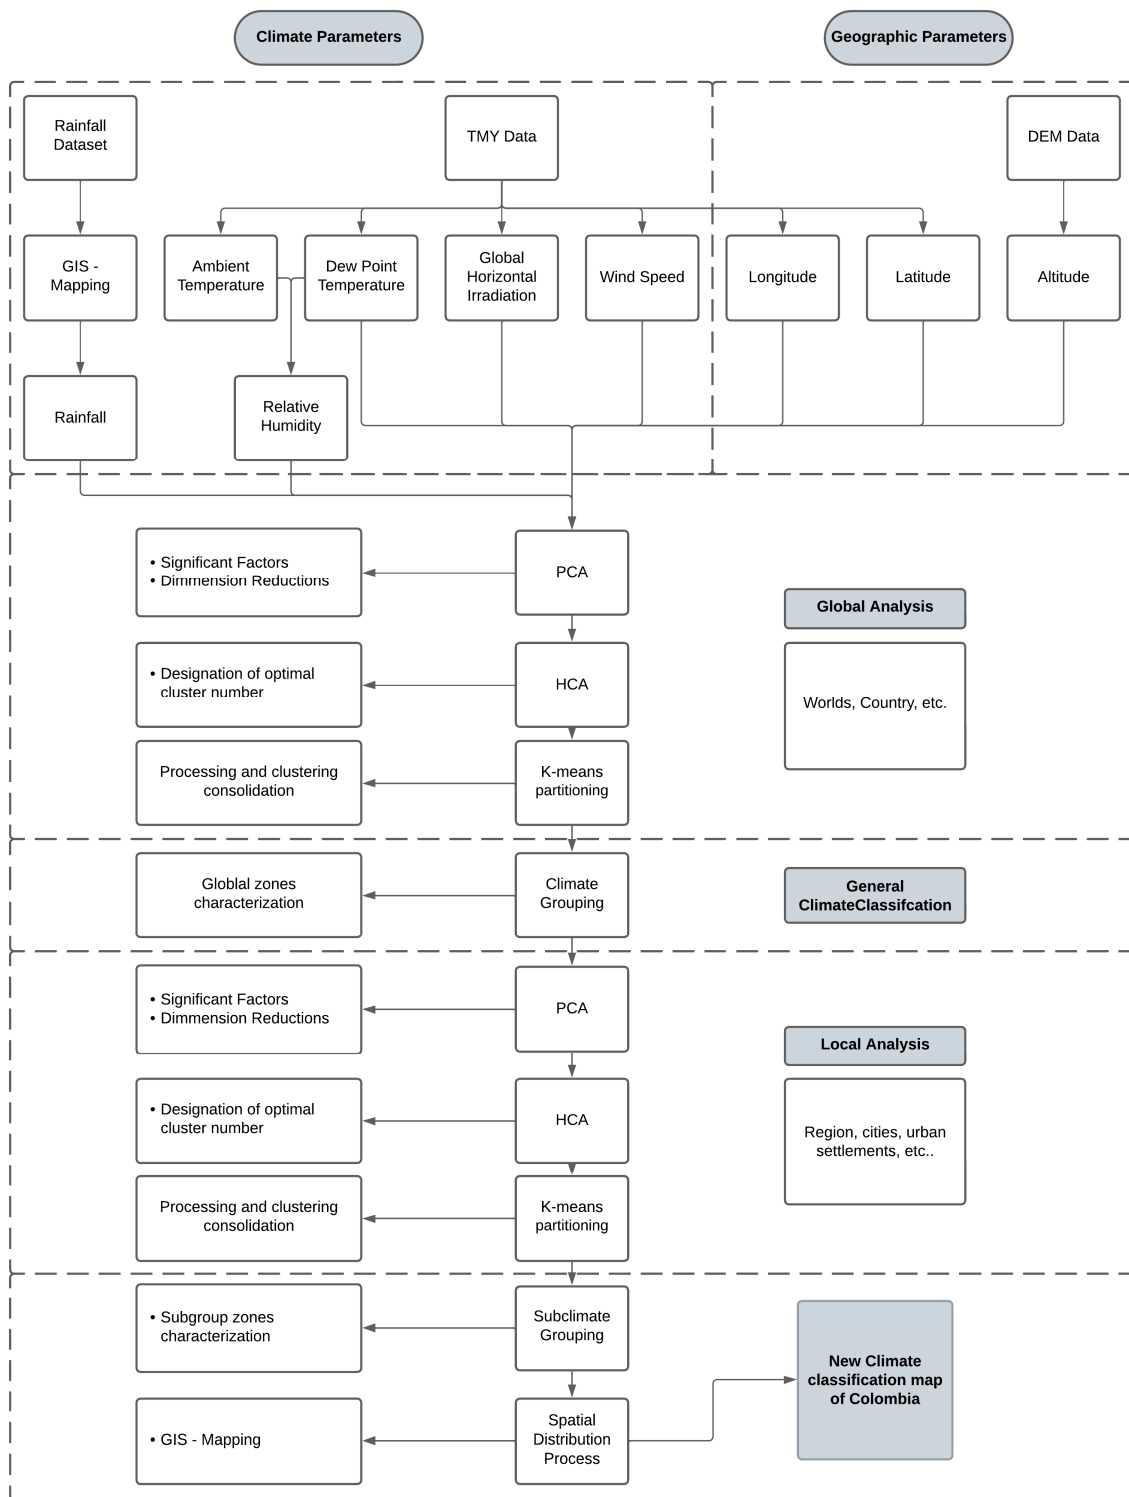 Climate Parameters
Geographic Parameters
Rainfall
Dataset
TMY Data
DEM Data
GIS -
Mapping
Ambient
Temperature
Dew Point
Temperature
Global
Horizontal
Irradiation
Wind Speed
Longitude
Latitude
Altitude
Rainfall
Relative
Humidity
• Significant Factors
• Dimmension Reductions
PCA
Global Analysis
• Designation of optimal
cluster number
HCA
Worlds, Country, etc.
Processing and clustering
consolidation
K-means
partitioning
Globlal zones
characterization
Climate
Grouping
General
ClimateClassifcation
• Significant Factors
• Dimmension Reductions
PCA
Local Analysis
• Designation of optimal
cluster number
HCA
Region, cities, urban
settlements, etc..
Processing and clustering
consolidation
K-means
partitioning
• Subgroup zones
characterization
Subclimate
Grouping
New Climate
classification map
of Colombia
• GIS - Mapping
Spatial
Distribution
Process